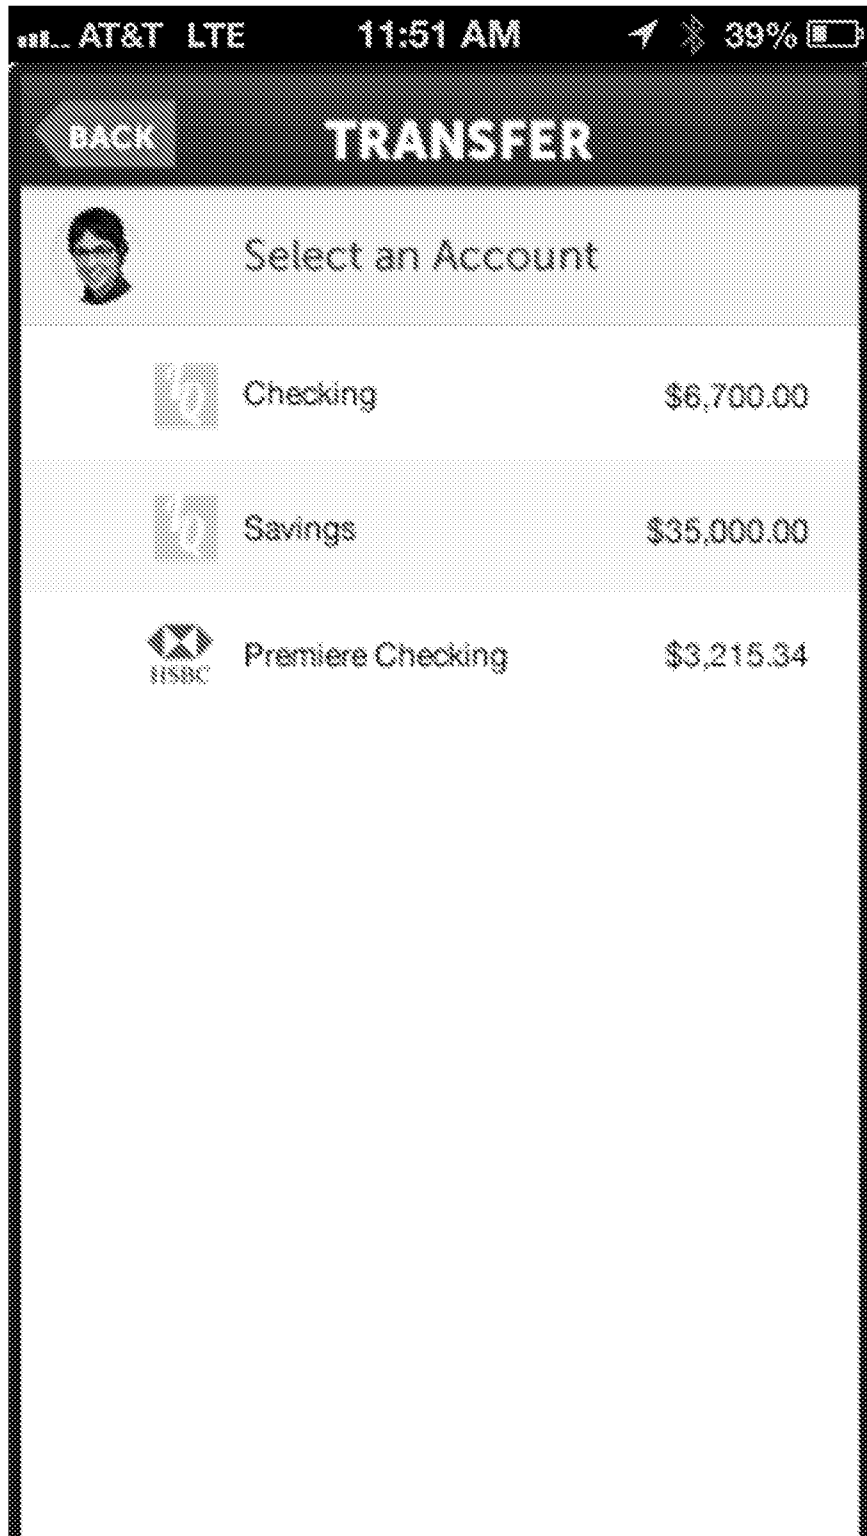 AT&T LTE 11:51 AM 39%
BACK TRANSFER
Select an Account
Checking $6,700.00
Savings $35,000.00
HSBC Premiere Checking $3,215.34